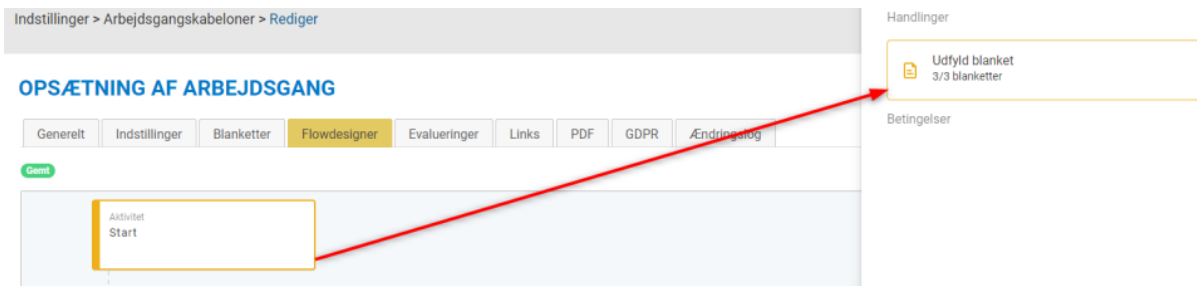 Indstillinger > Arbejdsgangskabeloner > Rediger
OPSÆTNING AF ARBEJDSGANG
Generelt Indstillinger Blanketter Flowdesigner Evalueringer Links PDF GDPR Ændringslog
Gemt
Aktivitet
Start
Handlinger
Udfyld blanket
3/3 blanketter
Betingelser